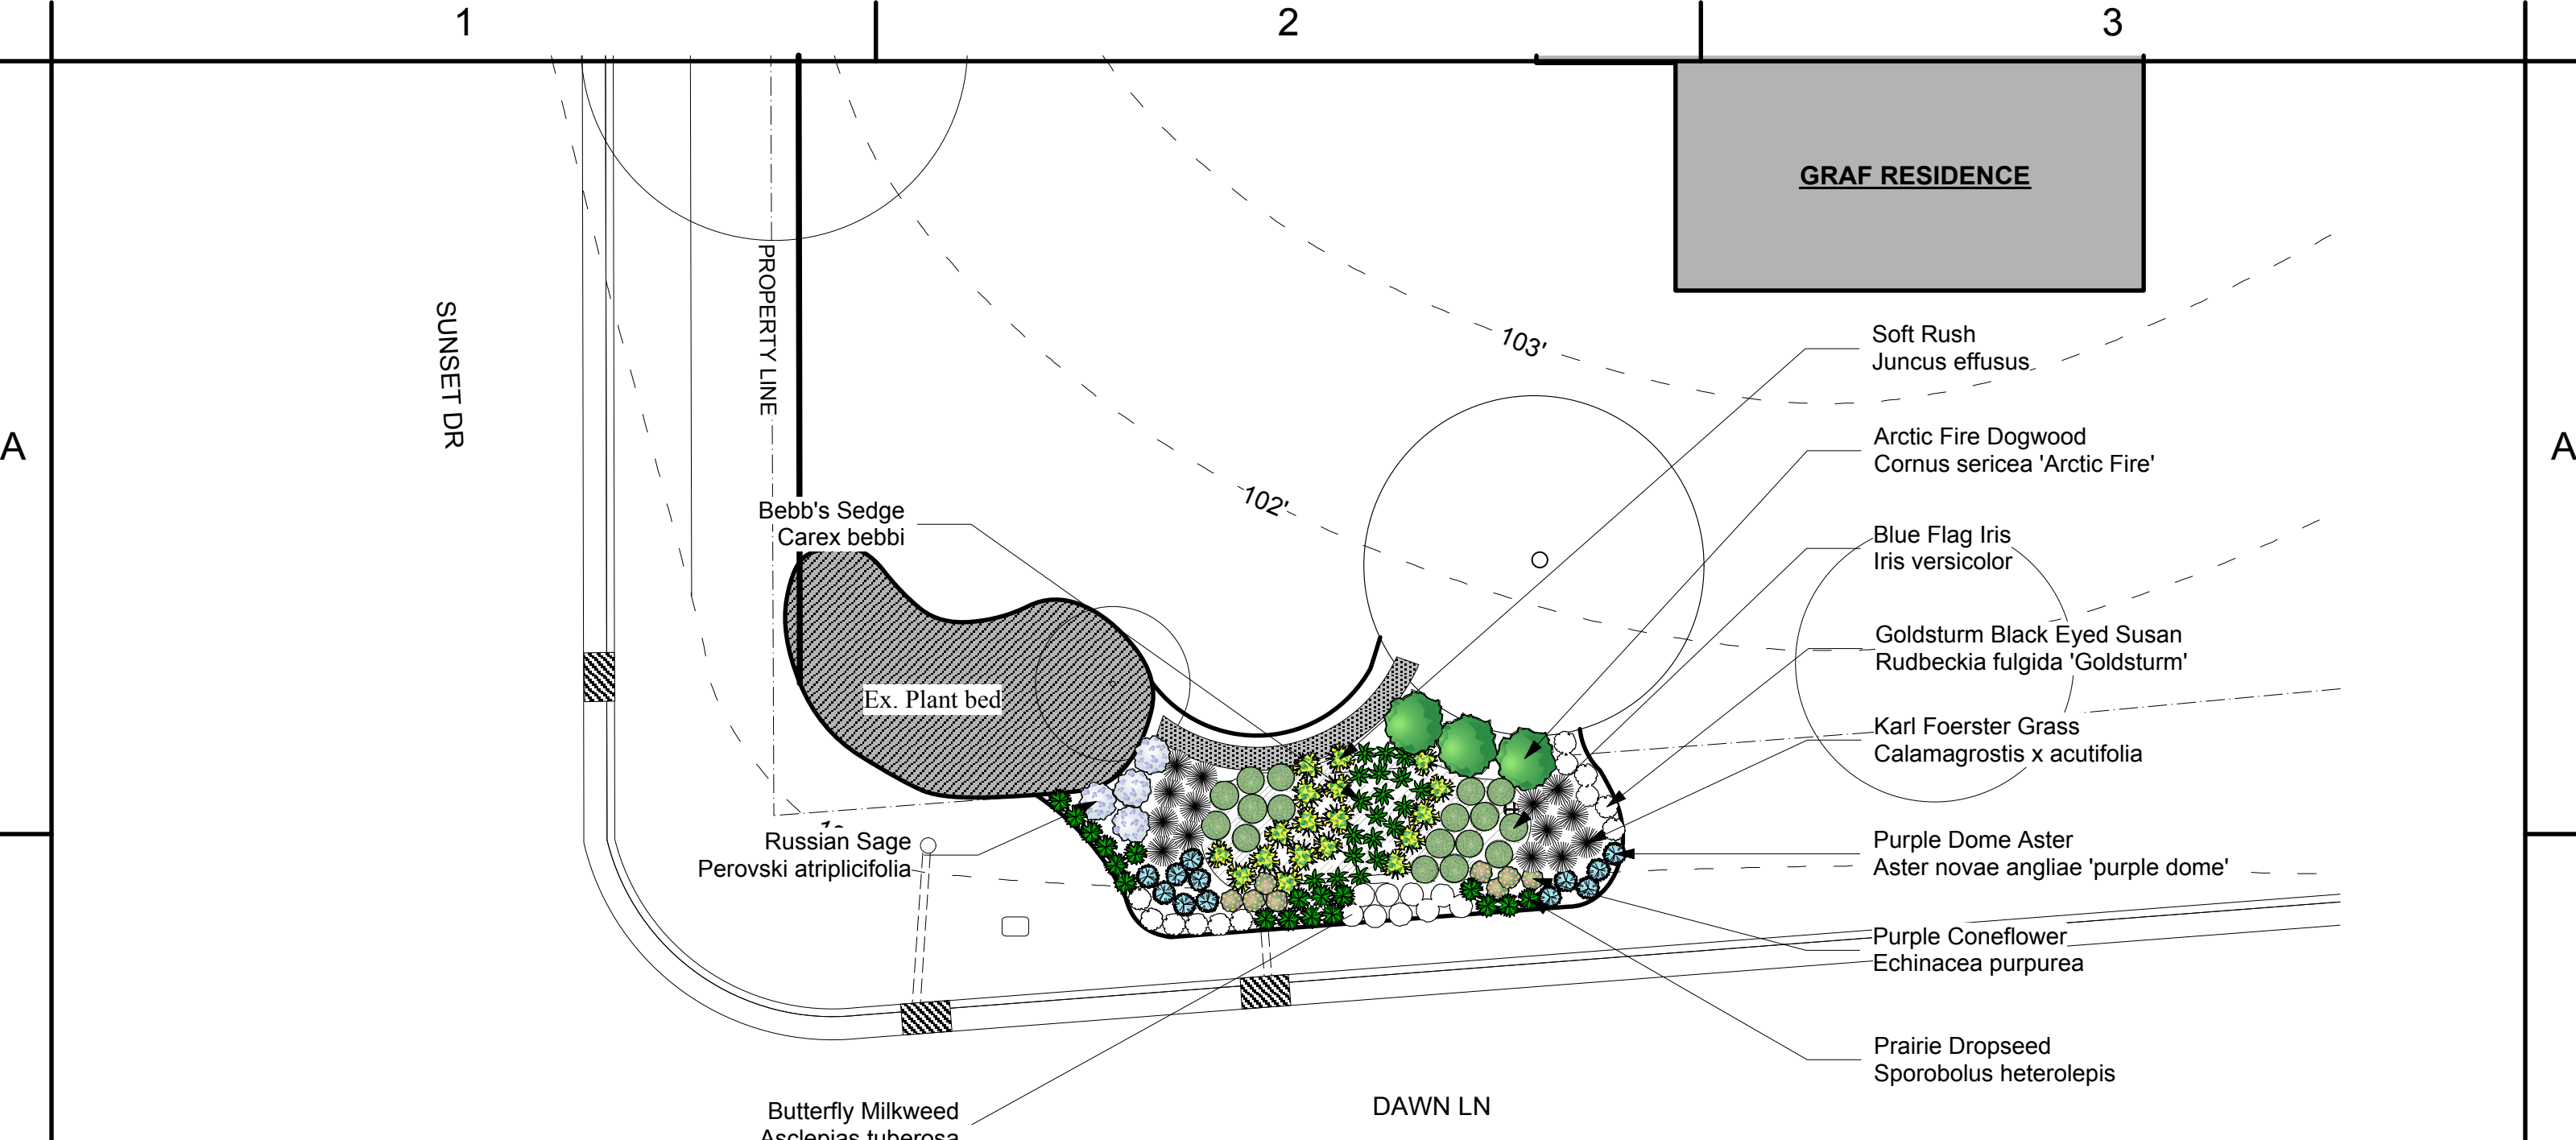 1
2
3
A
A
GRAF RESIDENCE
SUNSET DR
PROPERTY LINE
103'
102'
Soft Rush
Juncus effusus
Arctic Fire Dogwood
Cornus sericea 'Arctic Fire'
Blue Flag Iris
Iris versicolor
Bebb's Sedge
Carex bebbi
Goldsturm Black Eyed Susan
Rudbeckia fulgida 'Goldsturm'
Ex. Plant bed
Karl Foerster Grass
Calamagrostis x acutifolia
Russian Sage
Perovski atriplicifolia
Purple Dome Aster
Aster novae angliae 'purple dome'
Purple Coneflower
Echinacea purpurea
Prairie Dropseed
Sporobolus heterolepis
Butterfly Milkweed
Asclepias tuberosa
DAWN LN